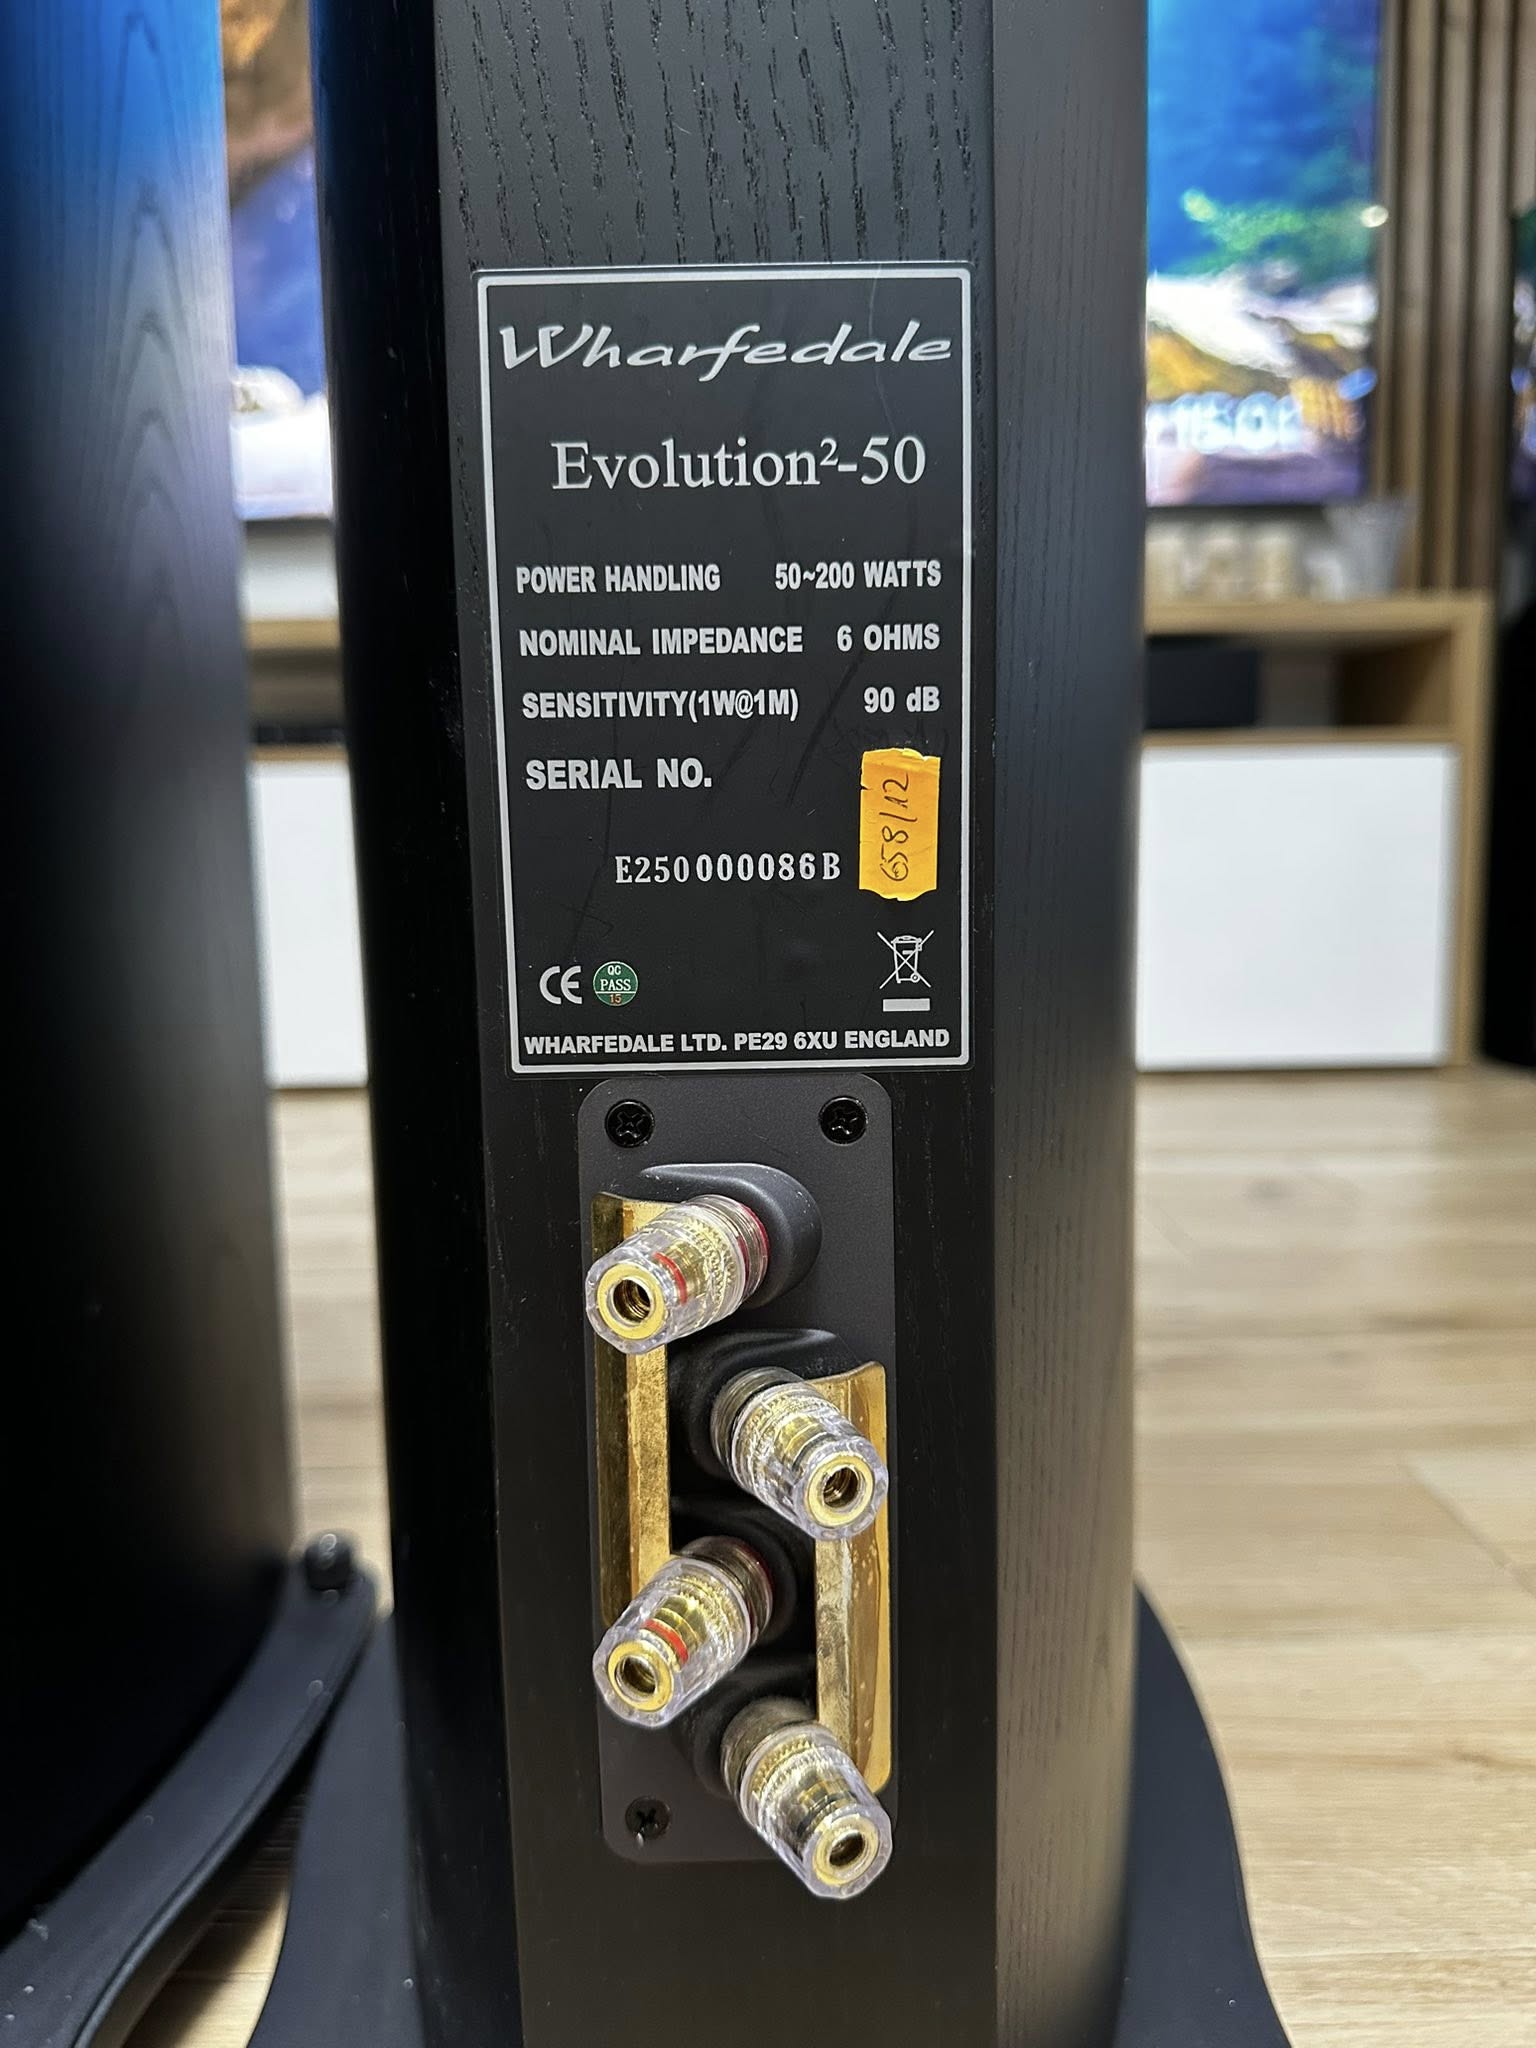 Wharfedale
Evolution²-50
POWER HANDLING 50~200 WATTS
NOMINAL IMPEDANCE 6 OHMS
SENSITIVITY(1W@1M) 90 dB
SERIAL NO.
658/12
E250000086B
CE
QC
PASS
15
WHARFEDALE LTD. PE29 6XU ENGLAND